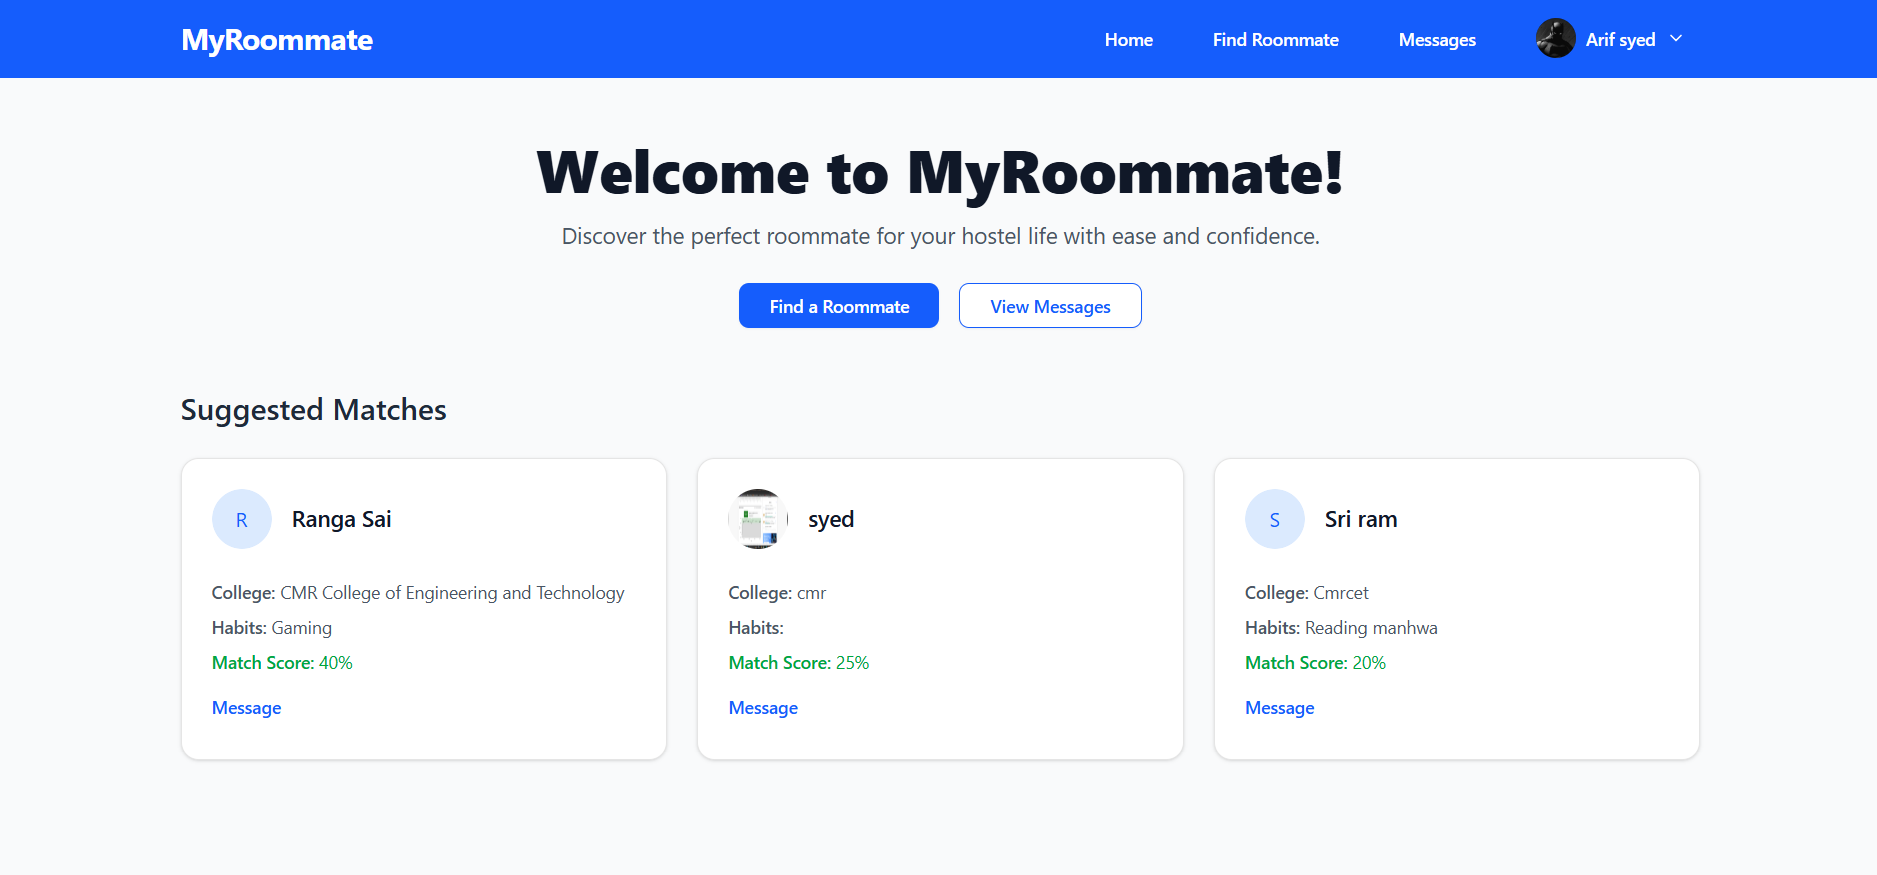 MyRoommate
Home
Find Roommate
Messages
Arif syed
Welcome to MyRoommate!
Discover the perfect roommate for your hostel life with ease and confidence.
Find a Roommate
View Messages
Suggested Matches
R
Ranga Sai
College: CMR College of Engineering and Technology
Habits: Gaming
Match Score: 40%
Message
syed
College: cmr
Habits:
Match Score: 25%
Message
S
Sri ram
College: Cmrcet
Habits: Reading manhwa
Match Score: 20%
Message